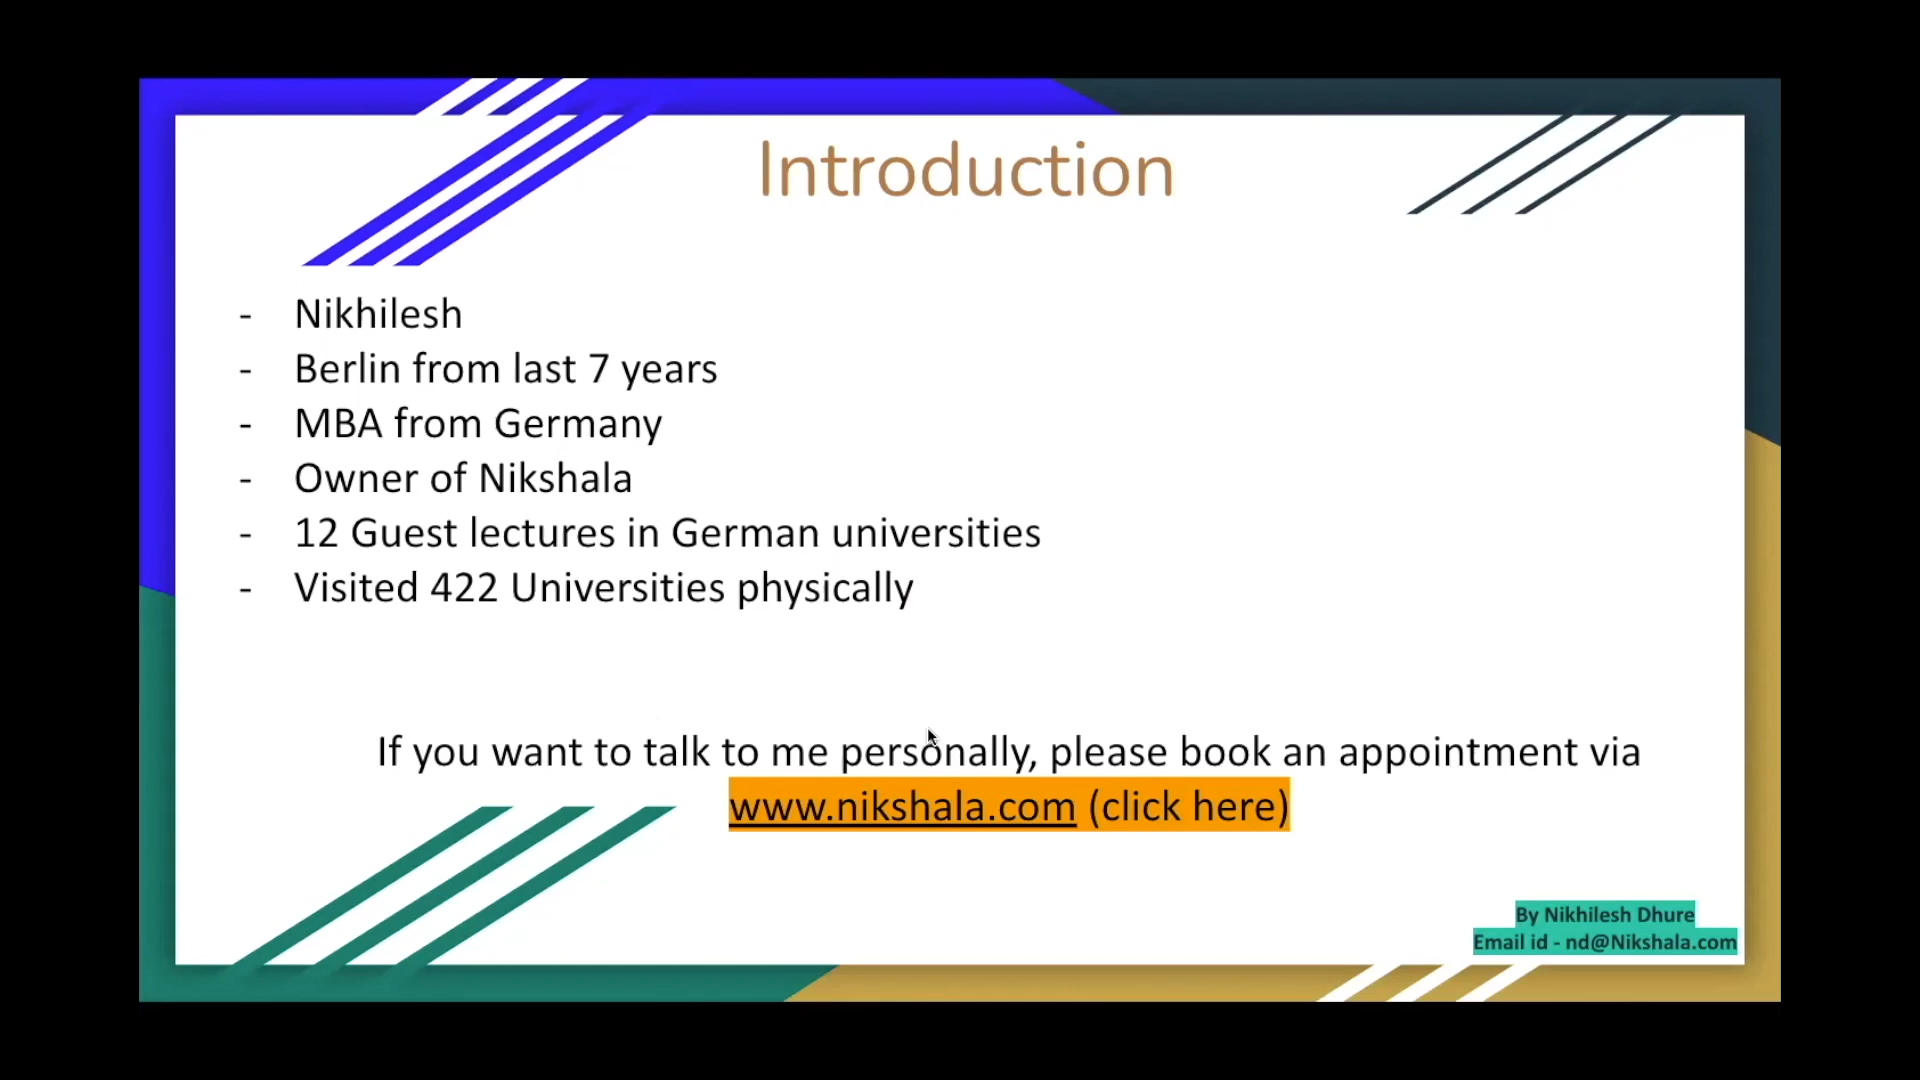 Introduction
- Nikhilesh
- Berlin from last 7 years
- MBA from Germany
- Owner of Nikshala
- 12 Guest lectures in German universities
- Visited 422 Universities physically
If you want to talk to me personally, please book an appointment via
www.nikshala.com (click here)
By Nikhilesh Dhure
Email id - nd@Nikshala.com